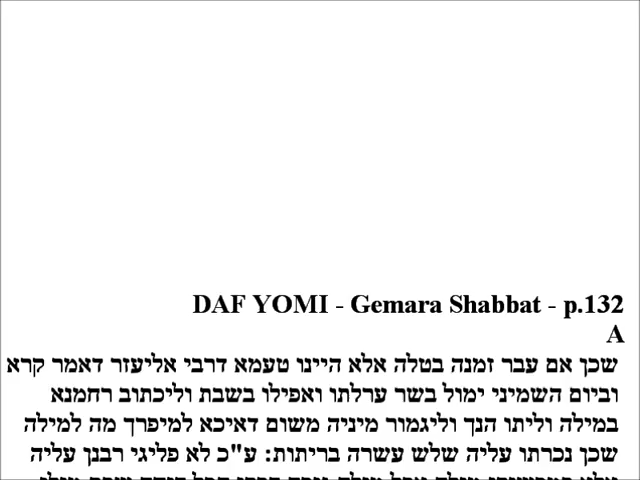 DAF YOMI - Gemara Shabbat - p.132
A
שכן אם עבר זמנה בטלה אלא היינו טעמא דרבי אליעזר דאמר קרא
וביום השמיני ימול בשר ערלתו ואפילו בשבת וליכתוב רחמנא
במילה וליתו הנך וליגמור מיניה משום דאיכא למיפרך מה למילה
שכן נכרתו עליה שלש עשרה בריתות: ע"כ לא פליגי רבנן עליה